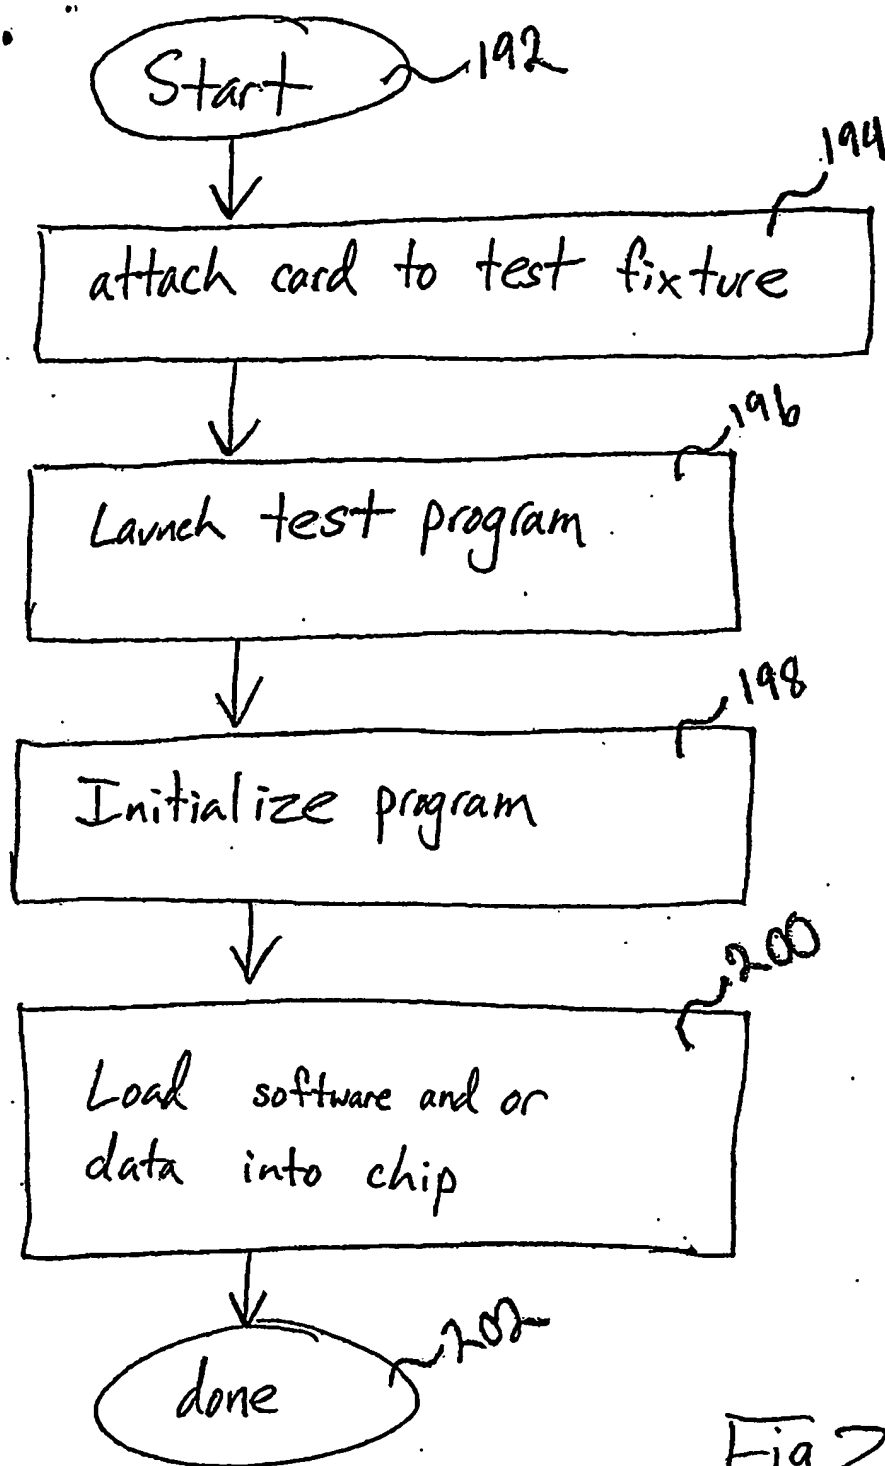 Start
192
194
attach card to test fixture
196
Launch test program
198
Initialize program
200
Load software and or
data into chip
202
done
Fig